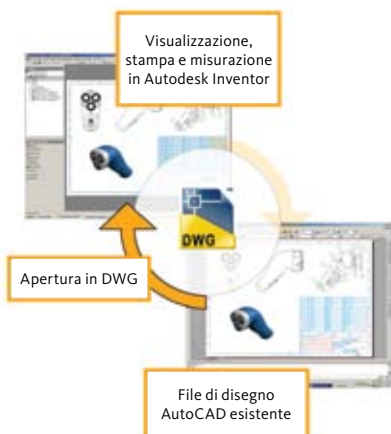 Visualizzazione,
stampa e misurazione
in Autodesk Inventor
DWG
Apertura in DWG
File di disegno
AutoCAD esistente